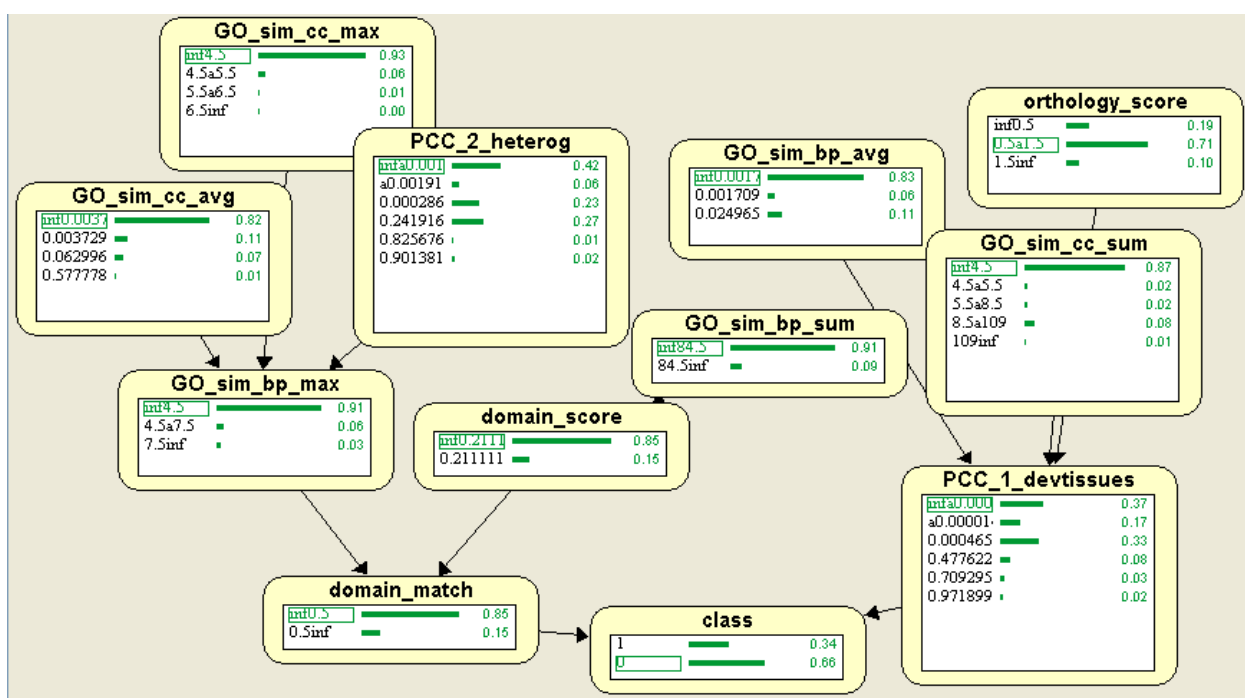 GO_sim_cc_max
inf4.5 0.93
4.5a5.5 0.06
5.5a6.5 0.01
6.5inf 0.00
orthology_score
inf0.5 0.19
0.5a1.5 0.71
1.5inf 0.10
PCC_2_heterog
infa0.001 0.42
a0.00191 0.06
0.000286 0.23
0.241916 0.27
0.825676 0.01
0.901381 0.02
GO_sim_bp_avg
inf0.0017 0.83
0.001709 0.06
0.024965 0.11
GO_sim_cc_avg
inf0.0037 0.82
0.003729 0.11
0.062996 0.07
0.577778 0.01
GO_sim_cc_sum
inf4.5 0.87
4.5a5.5 0.02
5.5a8.5 0.02
8.5a109 0.08
109inf 0.01
GO_sim_bp_sum
inf84.5 0.91
84.5inf 0.09
GO_sim_bp_max
inf4.5 0.91
4.5a7.5 0.06
7.5inf 0.03
domain_score
inf0.2111 0.85
0.211111 0.15
PCC_1_devtissues
infa0.000 0.37
a0.00001 0.17
0.000465 0.33
0.477622 0.08
0.709295 0.03
0.971899 0.02
domain_match
inf0.5 0.85
0.5inf 0.15
class
1 0.34
0 0.66